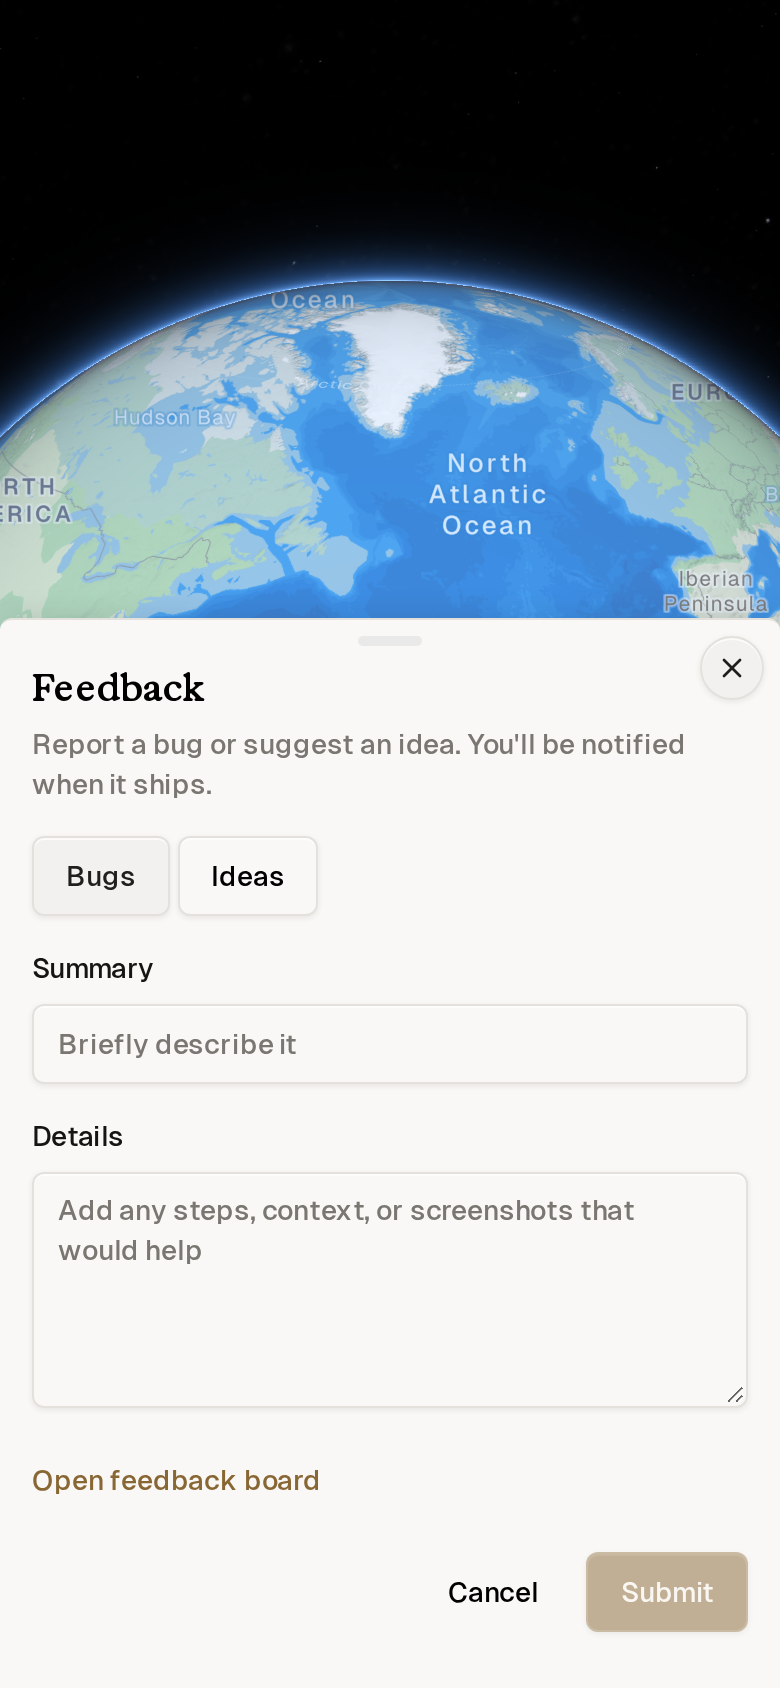 Ocean
Arctic
Hudson Bay
EUR
North
Atlantic
Ocean
RTH
ERICA
B
Iberian
Peninsula
Feedback
Report a bug or suggest an idea. You'll be notified
when it ships.
Bugs
Ideas
Summary
Briefly describe it
Details
Add any steps, context, or screenshots that
would help
Open feedback board
Cancel
Submit